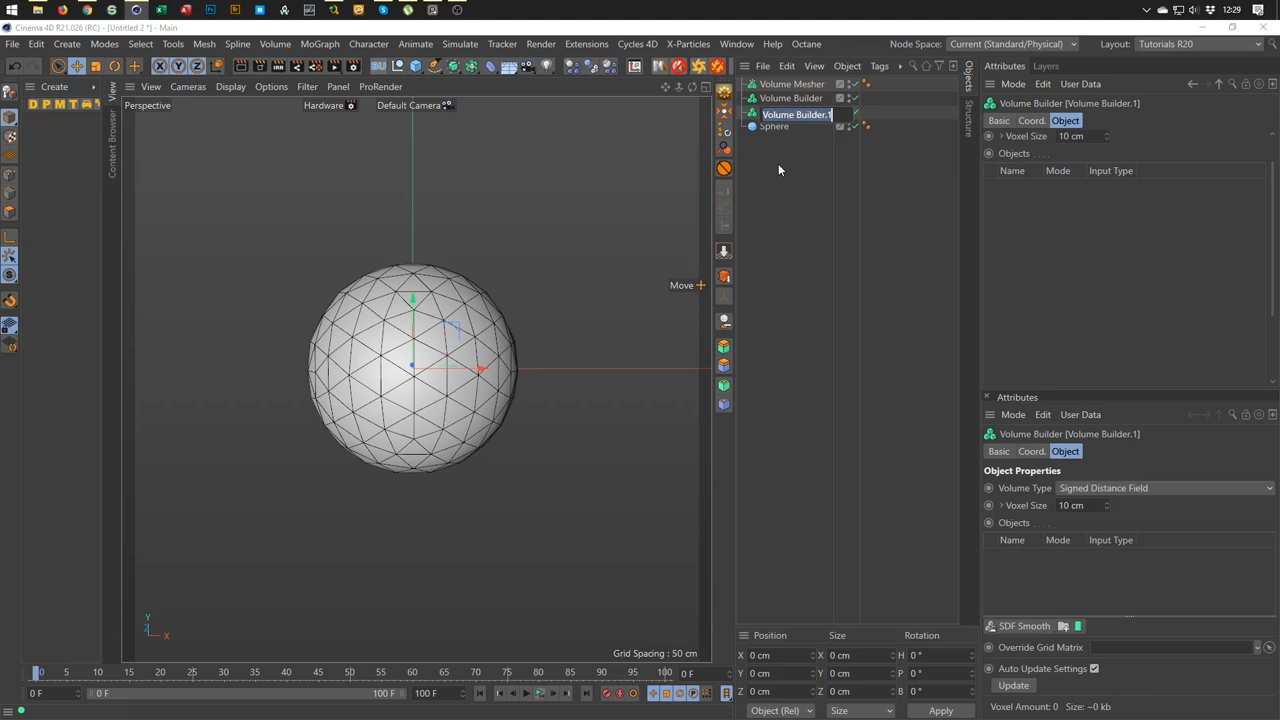 12:29
Cinema 4D R21.026 (RC) - [Untitled 2 *] - Main
File Edit Create Modes Select Tools Mesh Spline Volume MoGraph Character Animate Simulate Tracker Render Extensions Cycles 4D X-Particles Window Help Octane Node Space: Current (Standard/Physical) Layout: Tutorials R20
File Edit View Object Tags Attributes Layers
Create View Cameras Display Options Filter Panel ProRender
Mode Edit User Data
Perspective Hardware Default Camera
D P M T
Volume Mesher
Volume Builder
Volume Builder.1
Sphere
Volume Builder [Volume Builder.1]
Basic Coord. Object
Voxel Size 10 cm
Objects . . . .
Name Mode Input Type
View
Content Browser
Objects
Structure
Move
Attributes
Mode Edit User Data
Volume Builder [Volume Builder.1]
Basic Coord. Object
Object Properties
Volume Type Signed Distance Field
Voxel Size 10 cm
Objects . . . .
Name Mode Input Type
Y
Z
X
Grid Spacing : 50 cm
SDF Smooth
Override Grid Matrix
Auto Update Settings
Update
Voxel Amount: 0 Size: ~0 kb
0 5 10 15 20 25 30 35 40 45 50 55 60 65 70 75 80 85 90 95 100 0 F
0 F 0 F 100 F 100 F
Position Size Rotation
X 0 cm X 0 cm H 0 °
Y 0 cm Y 0 cm P 0 °
Z 0 cm Z 0 cm B 0 °
Object (Rel) Size Apply